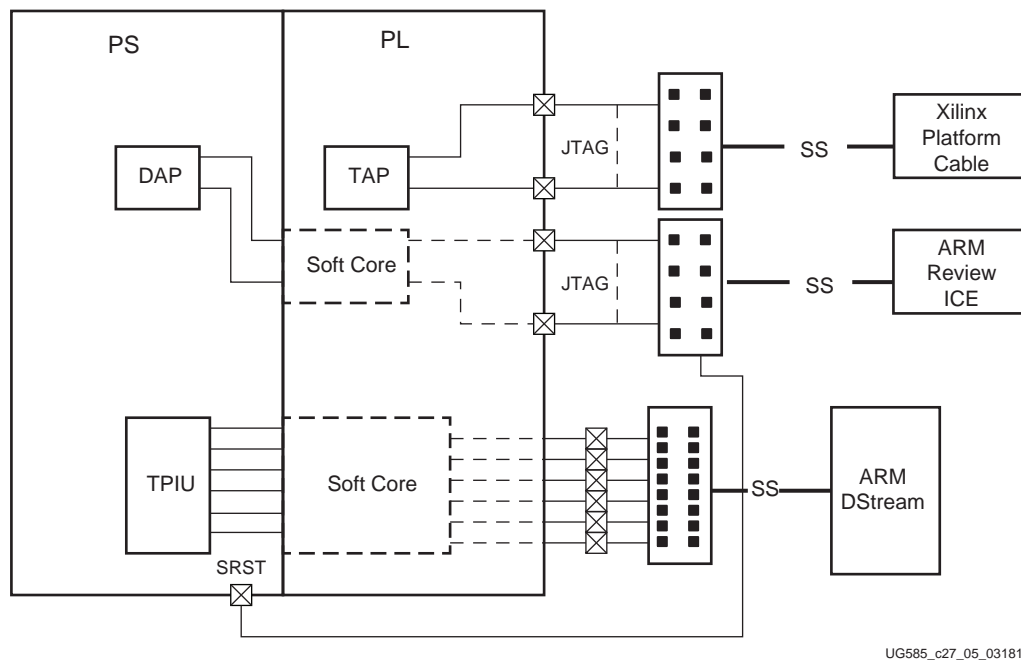 PS
PL
Xilinx
Platform
Cable
JTAG
SS
DAP
TAP
ARM
Review
ICE
Soft Core
JTAG
SS
TPIU
Soft Core
SS
ARM
DStream
SRST
UG585_c27_05_03181